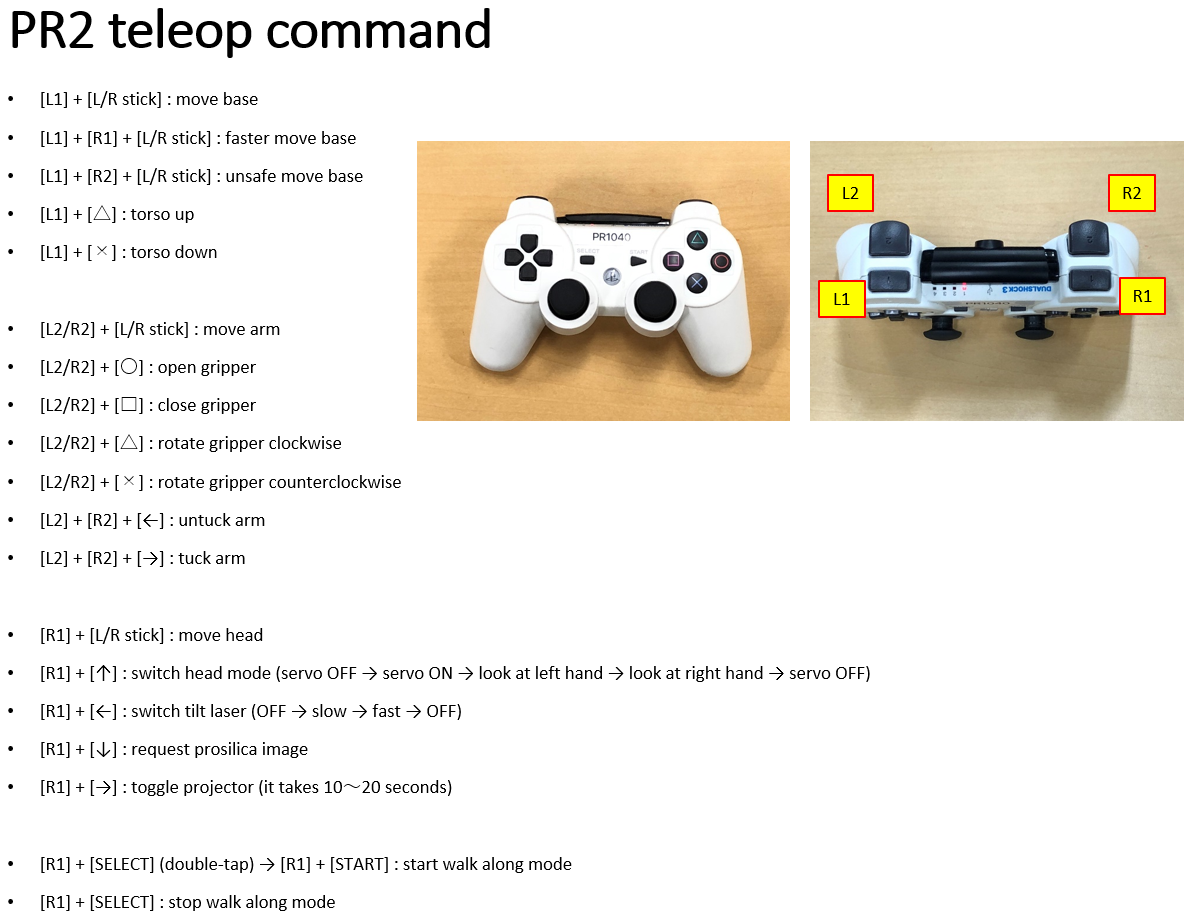 PR2 teleop command
• [L1] + [L/R stick] : move base
• [L1] + [R1] + [L/R stick] : faster move base
• [L1] + [R2] + [L/R stick] : unsafe move base
• [L1] + [△] : torso up
• [L1] + [×] : torso down
• [L2/R2] + [L/R stick] : move arm
• [L2/R2] + [○] : open gripper
• [L2/R2] + [□] : close gripper
• [L2/R2] + [△] : rotate gripper clockwise
• [L2/R2] + [×] : rotate gripper counterclockwise
• [L2] + [R2] + [←] : untuck arm
• [L2] + [R2] + [→] : tuck arm
• [R1] + [L/R stick] : move head
• [R1] + [↑] : switch head mode (servo OFF → servo ON → look at left hand → look at right hand → servo OFF)
• [R1] + [←] : switch tilt laser (OFF → slow → fast → OFF)
• [R1] + [↓] : request prosilica image
• [R1] + [→] : toggle projector (it takes 10～20 seconds)
• [R1] + [SELECT] (double-tap) → [R1] + [START] : start walk along mode
• [R1] + [SELECT] : stop walk along mode
PR1040
SELECT
START
L2
R2
L1
R1
4 3 2 1
DUALSHOCK 3
PR1040